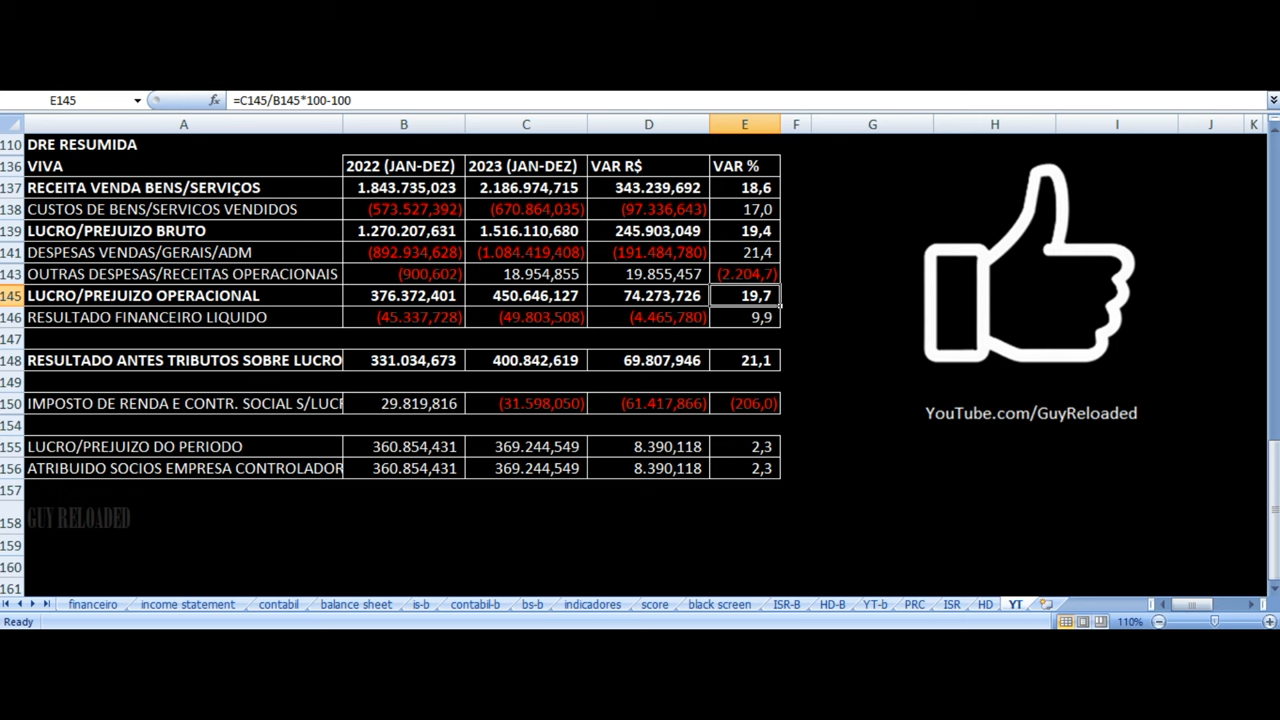 E145 fx =C145/B145*100-100
A B C D E F G H I J K
110 DRE RESUMIDA
136 VIVA 2022 (JAN-DEZ) 2023 (JAN-DEZ) VAR R$ VAR %
137 RECEITA VENDA BENS/SERVIÇOS 1.843.735,023 2.186.974,715 343.239,692 18,6
138 CUSTOS DE BENS/SERVICOS VENDIDOS (573.527,392) (670.864,035) (97.336,643) 17,0
139 LUCRO/PREJUIZO BRUTO 1.270.207,631 1.516.110,680 245.903,049 19,4
141 DESPESAS VENDAS/GERAIS/ADM (892.934,628) (1.084.419,408) (191.484,780) 21,4
143 OUTRAS DESPESAS/RECEITAS OPERACIONAIS (900,602) 18.954,855 19.855,457 (2.204,7)
145 LUCRO/PREJUIZO OPERACIONAL 376.372,401 450.646,127 74.273,726 19,7
146 RESULTADO FINANCEIRO LIQUIDO (45.337,728) (49.803,508) (4.465,780) 9,9
147
148 RESULTADO ANTES TRIBUTOS SOBRE LUCRO 331.034,673 400.842,619 69.807,946 21,1
149
150 IMPOSTO DE RENDA E CONTR. SOCIAL S/LUCR 29.819,816 (31.598,050) (61.417,866) (206,0)
YouTube.com/GuyReloaded
154
155 LUCRO/PREJUIZO DO PERIODO 360.854,431 369.244,549 8.390,118 2,3
156 ATRIBUIDO SOCIOS EMPRESA CONTROLADOR 360.854,431 369.244,549 8.390,118 2,3
157
158 GUY RELOADED
159
160
161
financeiro income statement contabil balance sheet is-b contabil-b bs-b indicadores score black screen ISR-B HD-B YT-b PRC ISR HD YT
Ready 110%